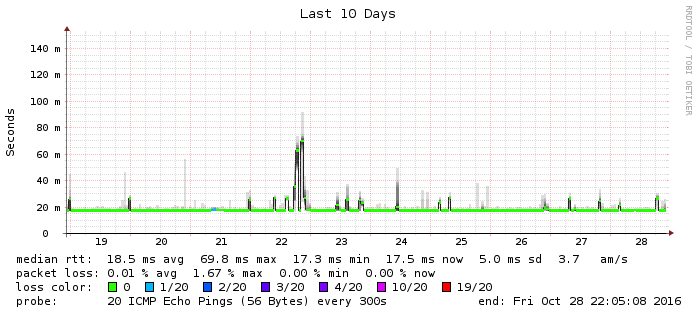 Last 10 Days
RRDTOOL / TOBI OETIKER
Seconds
140 m
120 m
100 m
80 m
60 m
40 m
20 m
0
19 20 21 22 23 24 25 26 27 28
median rtt: 18.5 ms avg 69.8 ms max 17.3 ms min 17.5 ms now 5.0 ms sd 3.7 am/s
packet loss: 0.01 % avg 1.67 % max 0.00 % min 0.00 % now
loss color: 0 1/20 2/20 3/20 4/20 10/20 19/20
probe: 20 ICMP Echo Pings (56 Bytes) every 300s end: Fri Oct 28 22:05:08 2016